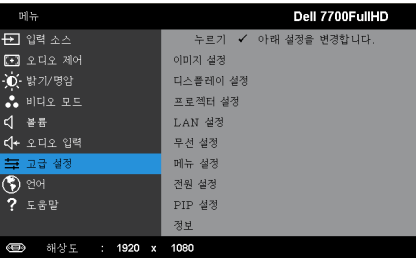 메뉴 Dell 7700FullHD
입력 소스
오디오 제어
밝기/명암
비디오 모드
볼륨
오디오 입력
고급 설정
언어
도움말
누르기 ✓ 아래 설정을 변경합니다.
이미지 설정
디스플레이 설정
프로젝터 설정
LAN 설정
무선 설정
메뉴 설정
전원 설정
PIP 설정
정보
해상도 : 1920 x 1080